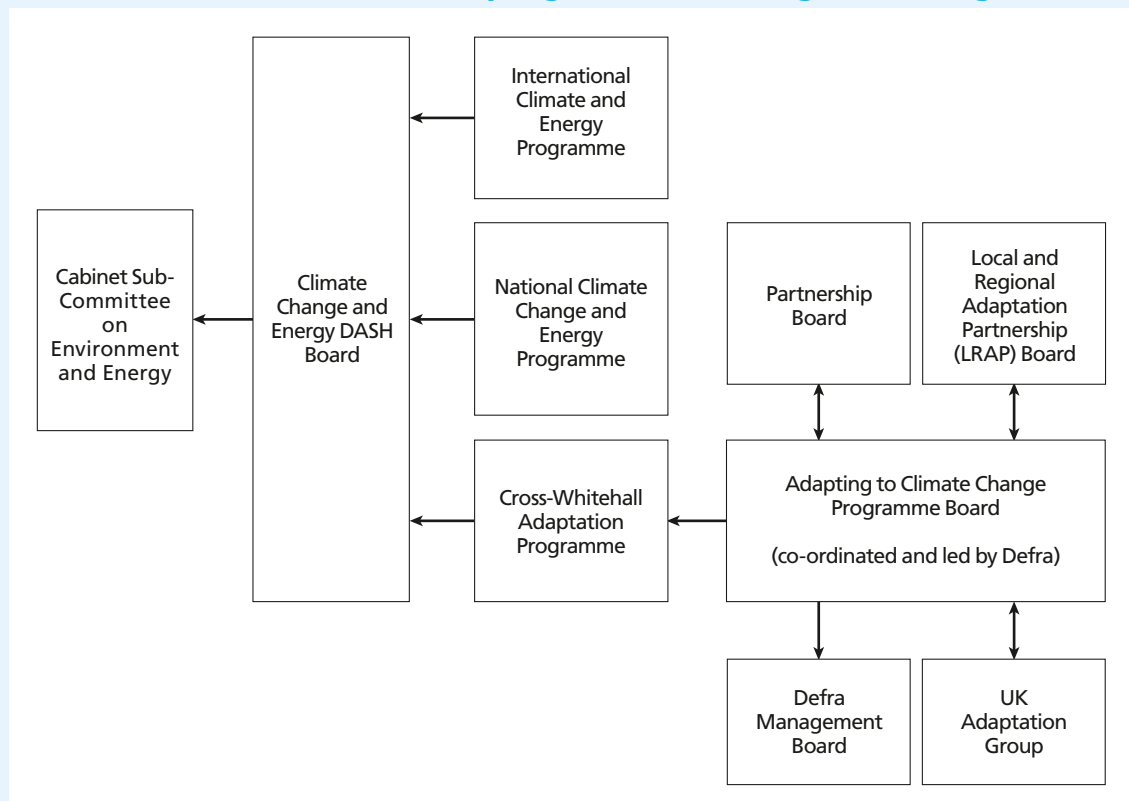 International
Climate and
Energy
Programme
Cabinet Sub-
Committee
on
Environment
and Energy
Climate
Change and
Energy DASH
Board
National Climate
Change and
Energy
Programme
Partnership
Board
Local and
Regional
Adaptation
Partnership
(LRAP) Board
Cross-Whitehall
Adaptation
Programme
Adapting to Climate Change
Programme Board
(co-ordinated and led by Defra)
Defra
Management
Board
UK
Adaptation
Group